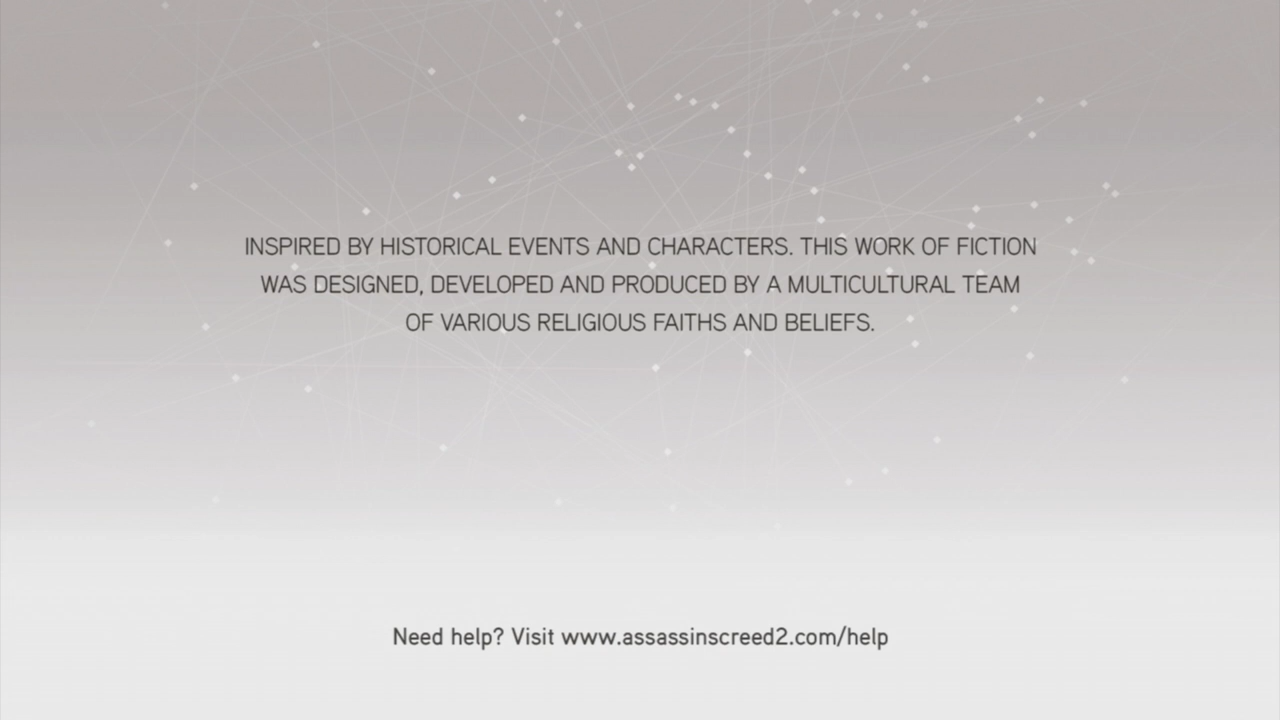 INSPIRED BY HISTORICAL EVENTS AND CHARACTERS. THIS WORK OF FICTION
WAS DESIGNED, DEVELOPED AND PRODUCED BY A MULTICULTURAL TEAM
OF VARIOUS RELIGIOUS FAITHS AND BELIEFS.
Need help? Visit www.assassinscreed2.com/help